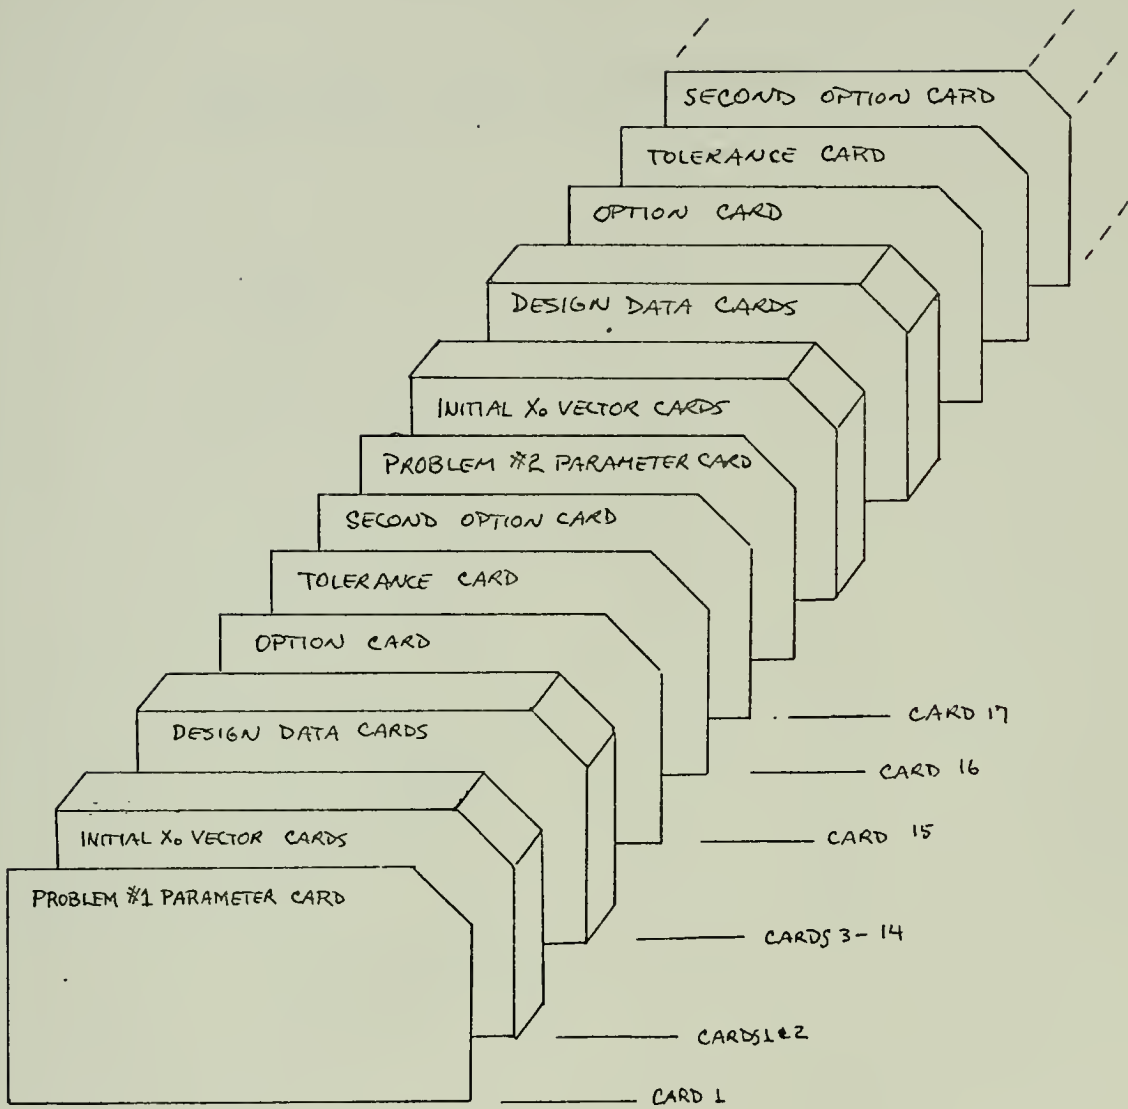 SECOND OPTION CARD
TOLERANCE CARD
OPTION CARD
DESIGN DATA CARDS
INITIAL X₀ VECTOR CARDS
PROBLEM #2 PARAMETER CARD
SECOND OPTION CARD
TOLERANCE CARD
OPTION CARD
CARD 17
DESIGN DATA CARDS
CARD 16
INITIAL X₀ VECTOR CARDS
CARD 15
PROBLEM #1 PARAMETER CARD
CARDS 3-14
CARDS 1&2
CARD 1